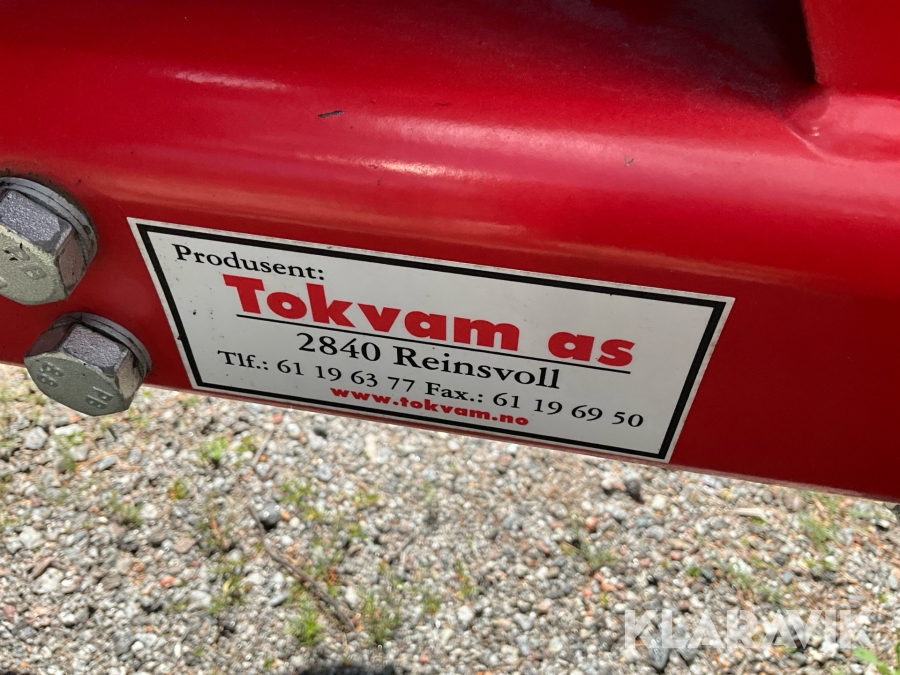 Produsent:
Tokvam as
2840 Reinsvoll
Tlf.: 61 19 63 77 Fax.: 61 19 69 50
www.tokvam.no
KLARAVIK